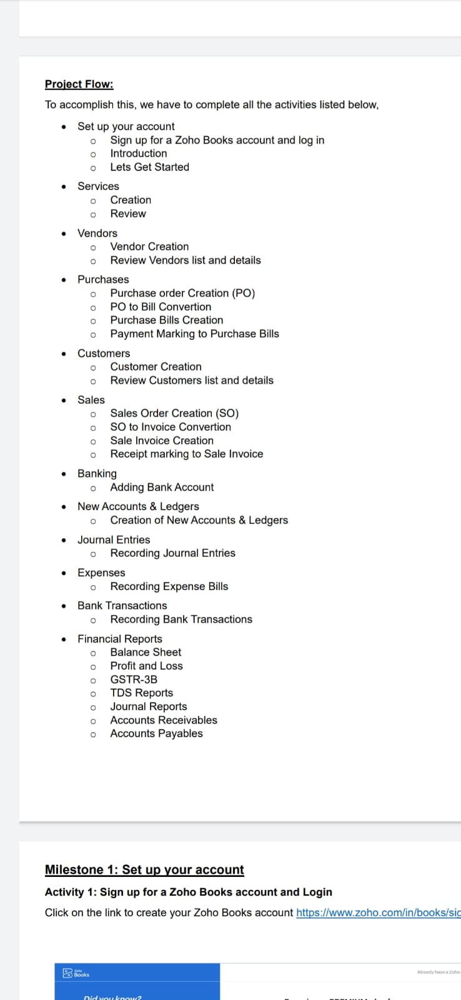 Project Flow:
To accomplish this, we have to complete all the activities listed below,
• Set up your account
o Sign up for a Zoho Books account and log in
o Introduction
o Lets Get Started
• Services
o Creation
o Review
• Vendors
o Vendor Creation
o Review Vendors list and details
• Purchases
o Purchase order Creation (PO)
o PO to Bill Convertion
o Purchase Bills Creation
o Payment Marking to Purchase Bills
• Customers
o Customer Creation
o Review Customers list and details
• Sales
o Sales Order Creation (SO)
o SO to Invoice Convertion
o Sale Invoice Creation
o Receipt marking to Sale Invoice
• Banking
o Adding Bank Account
• New Accounts & Ledgers
o Creation of New Accounts & Ledgers
• Journal Entries
o Recording Journal Entries
• Expenses
o Recording Expense Bills
• Bank Transactions
o Recording Bank Transactions
• Financial Reports
o Balance Sheet
o Profit and Loss
o GSTR-3B
o TDS Reports
o Journal Reports
o Accounts Receivables
o Accounts Payables
Milestone 1: Set up your account
Activity 1: Sign up for a Zoho Books account and Login
Click on the link to create your Zoho Books account https://www.zoho.com/in/books/sig
Zoho
Books
Already have a Zoho
Did you know?